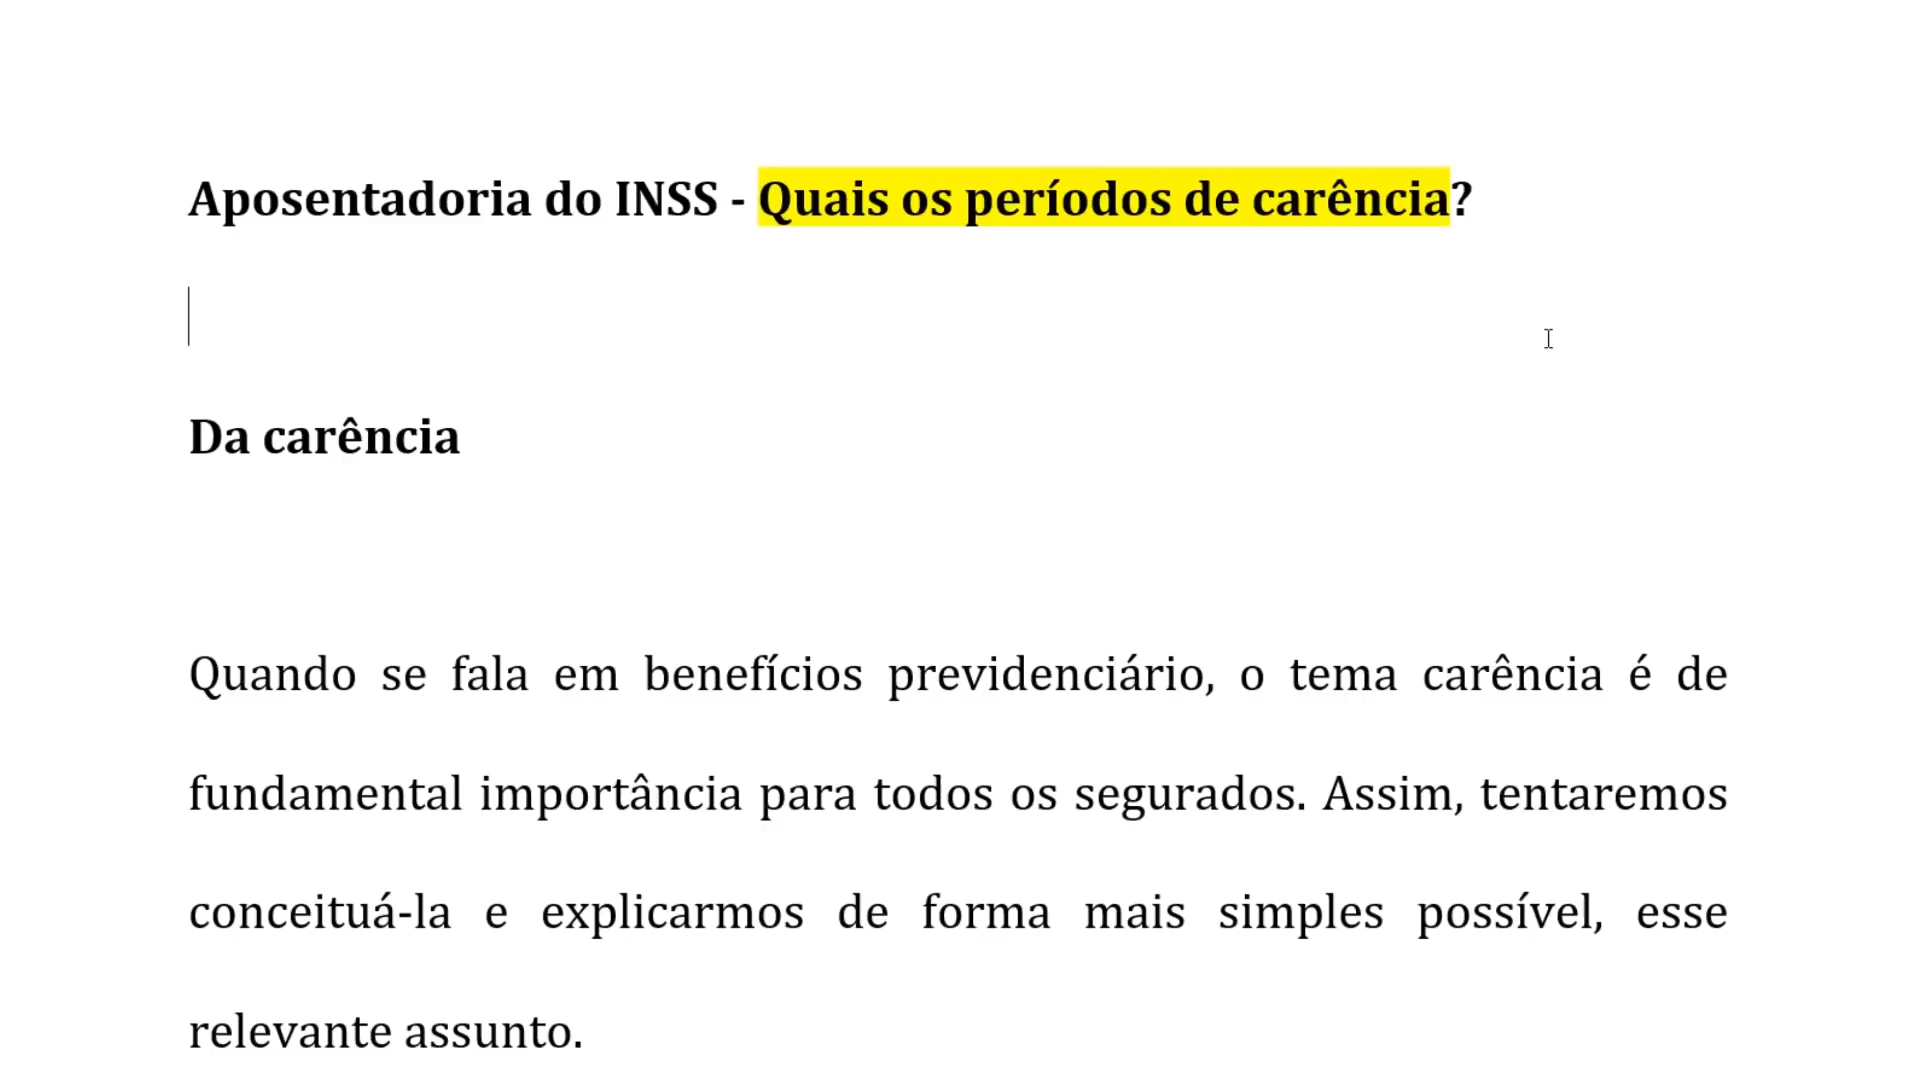 Aposentadoria do INSS - Quais os períodos de carência?
Da carência
Quando se fala em benefícios previdenciário, o tema carência é de
fundamental importância para todos os segurados. Assim, tentaremos
conceituá-la e explicarmos de forma mais simples possível, esse
relevante assunto.